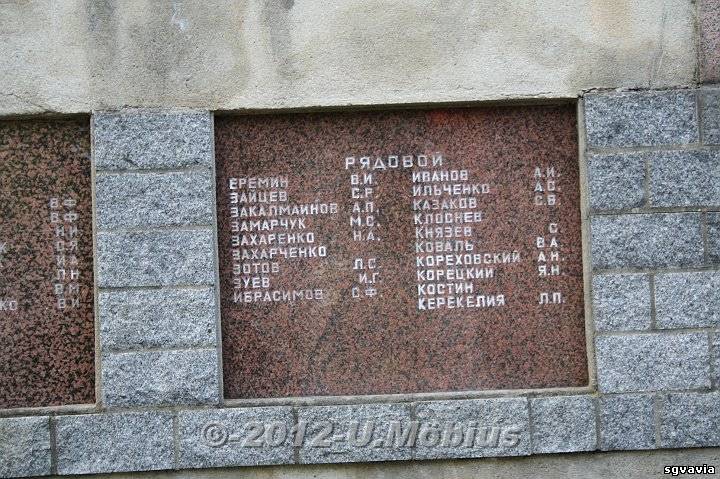 В.Ф
В.Ф
Н И
С Я
И А
В М
В И
РЯДОВОЙ
ЕРЕМИН В.И.
ЗАЙЦЕВ С.Р.
ЗАКАЛМАИНОВ А.П.
ЗАМАРЧУК М.С.
ЗАХАРЕНКО Н.А.
ЗАХАРЧЕНКО
ЗОТОВ Л.С
ЗУЕВ И.Г.
ИБРАСИМОВ С.Ф.
ИВАНОВ А.И.
ИЛЬЧЕНКО А.С.
КАЗАКОВ С.В.
КЛОСНЕВ
КНЯЗЕВ С.
КОВАЛЬ В.А.
КОРЕХОВСКИЙ А.Н.
КОРЕЦКИЙ Я.Н.
КОСТИН
КЕРЕКЕЛИЯ Л.П.
©-2012-U.Möbius
sgvavia